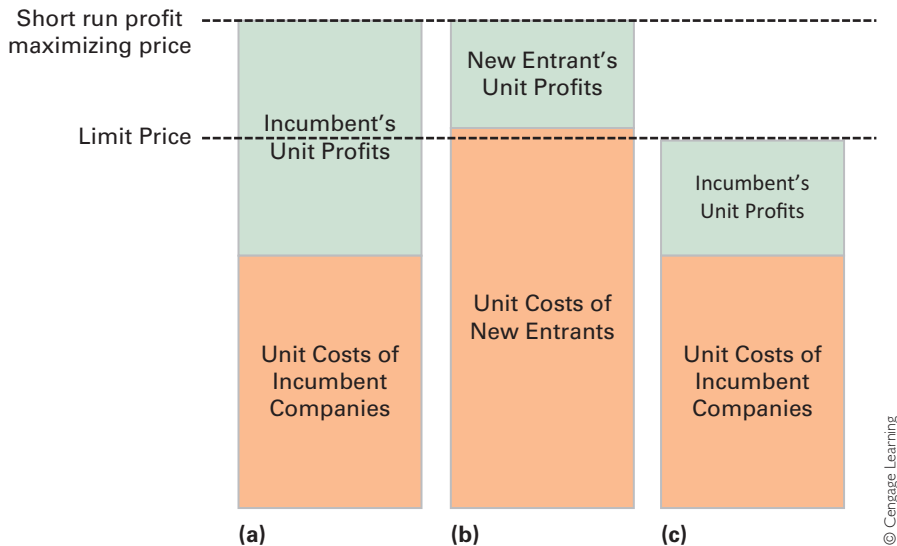 Short run profit
maximizing price
Limit Price
Incumbent’s
Unit Profits
Unit Costs of
Incumbent
Companies
(a)
New Entrant’s
Unit Profits
Unit Costs of
New Entrants
(b)
Incumbent’s
Unit Profits
Unit Costs of
Incumbent
Companies
(c)
© Cengage Learning